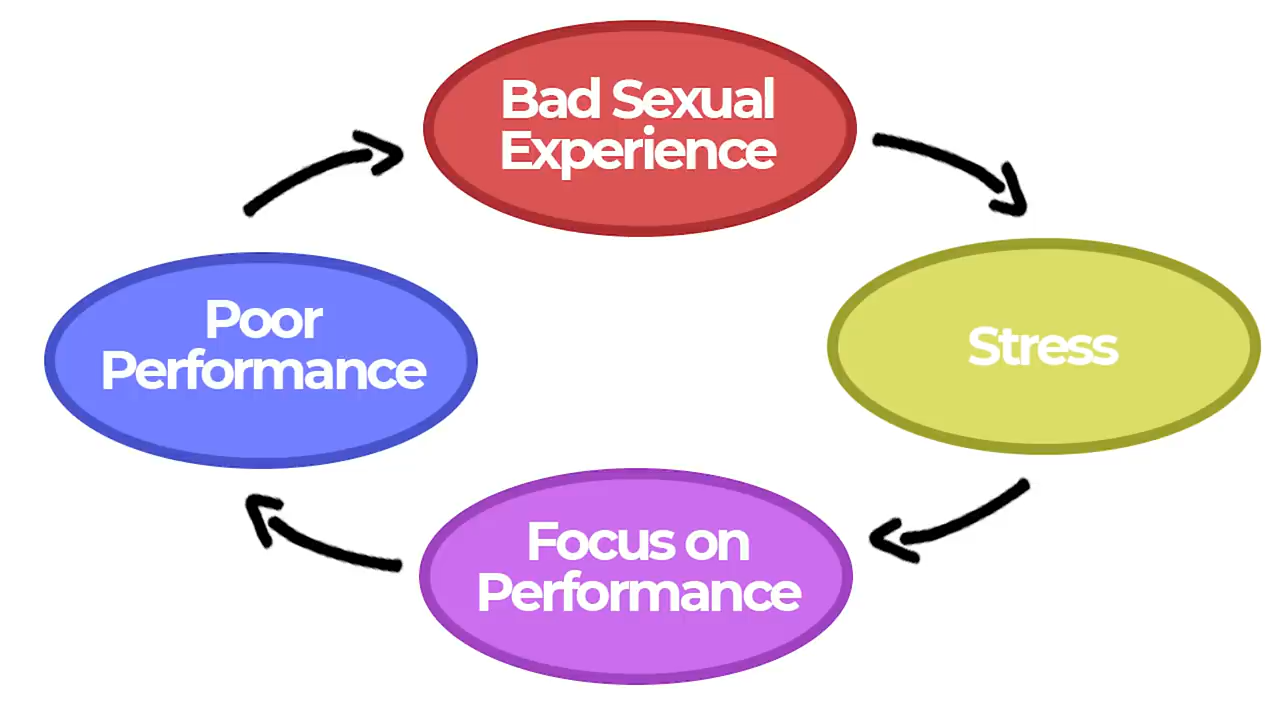 Bad Sexual
Experience
Stress
Focus on
Performance
Poor
Performance